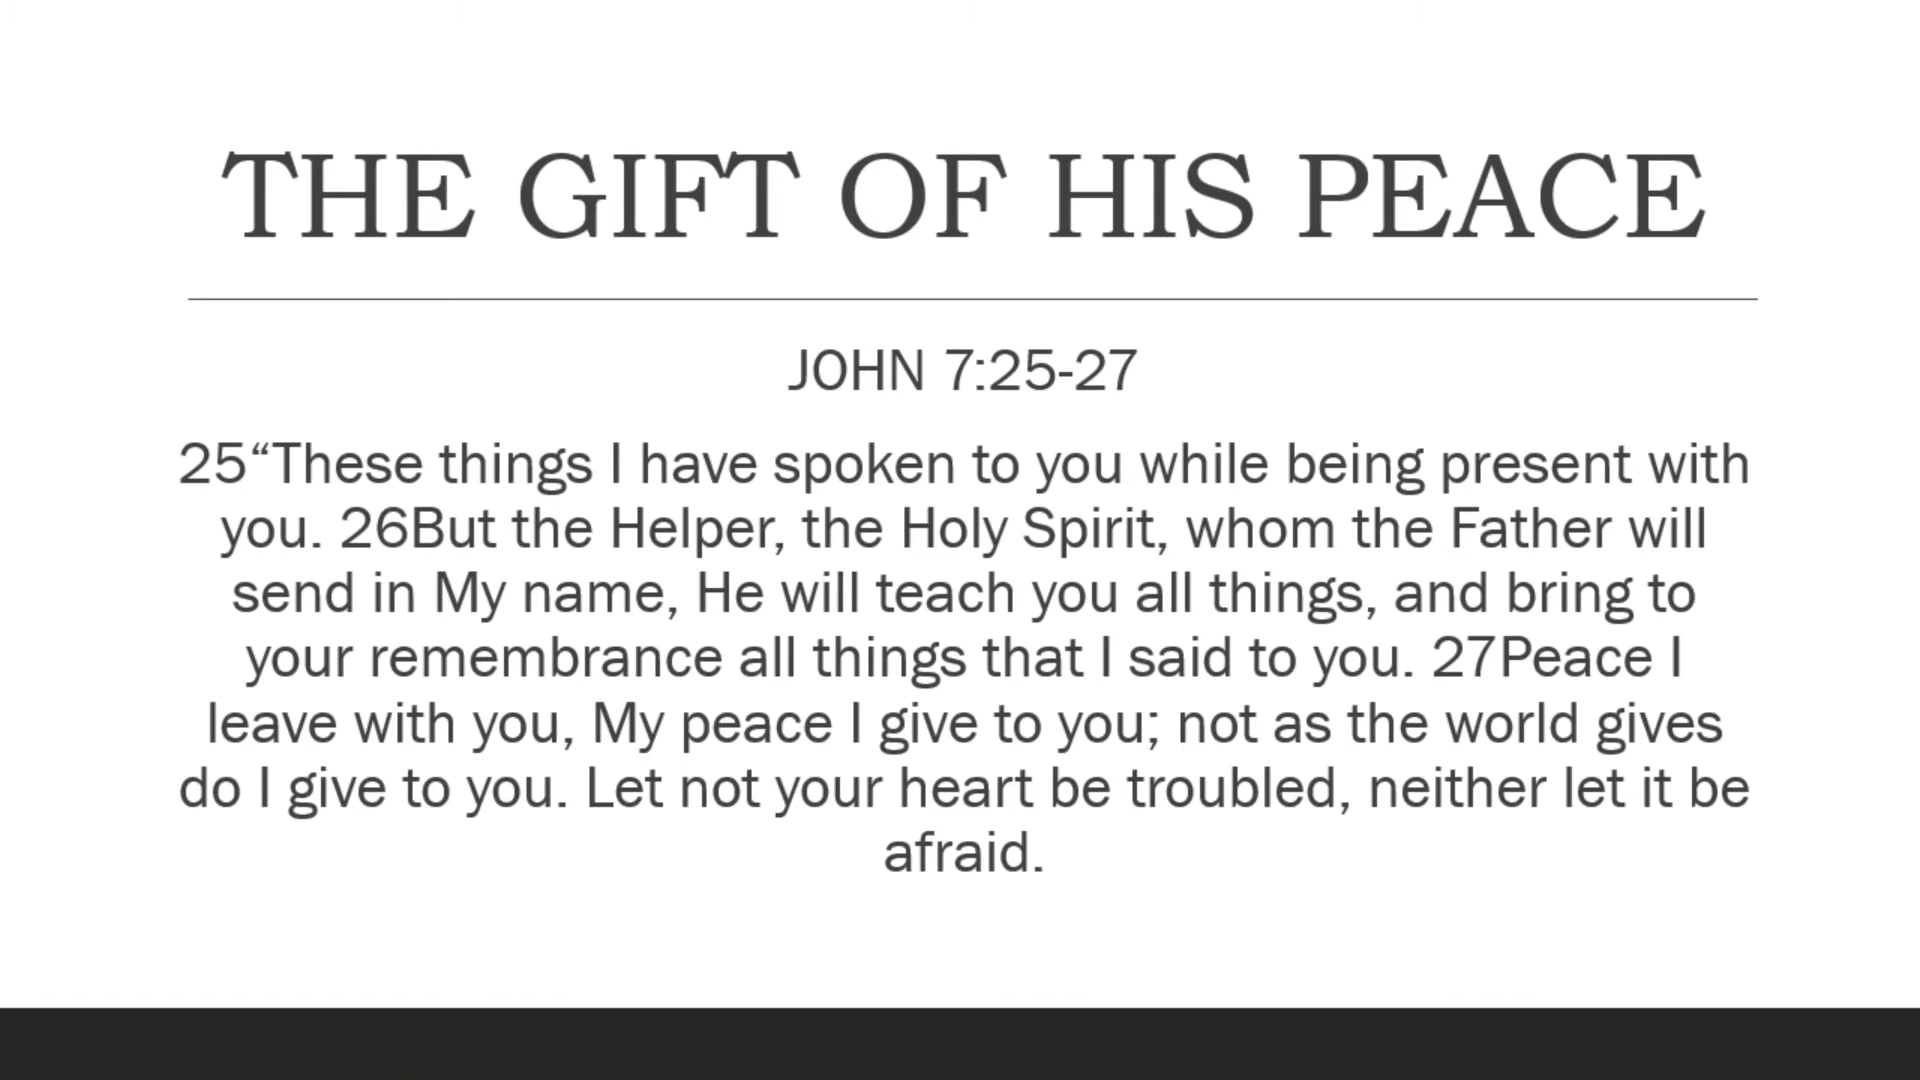 THE GIFT OF HIS PEACE
JOHN 7:25-27
25“These things I have spoken to you while being present with
you. 26But the Helper, the Holy Spirit, whom the Father will
send in My name, He will teach you all things, and bring to
your remembrance all things that I said to you. 27Peace I
leave with you, My peace I give to you; not as the world gives
do I give to you. Let not your heart be troubled, neither let it be
afraid.